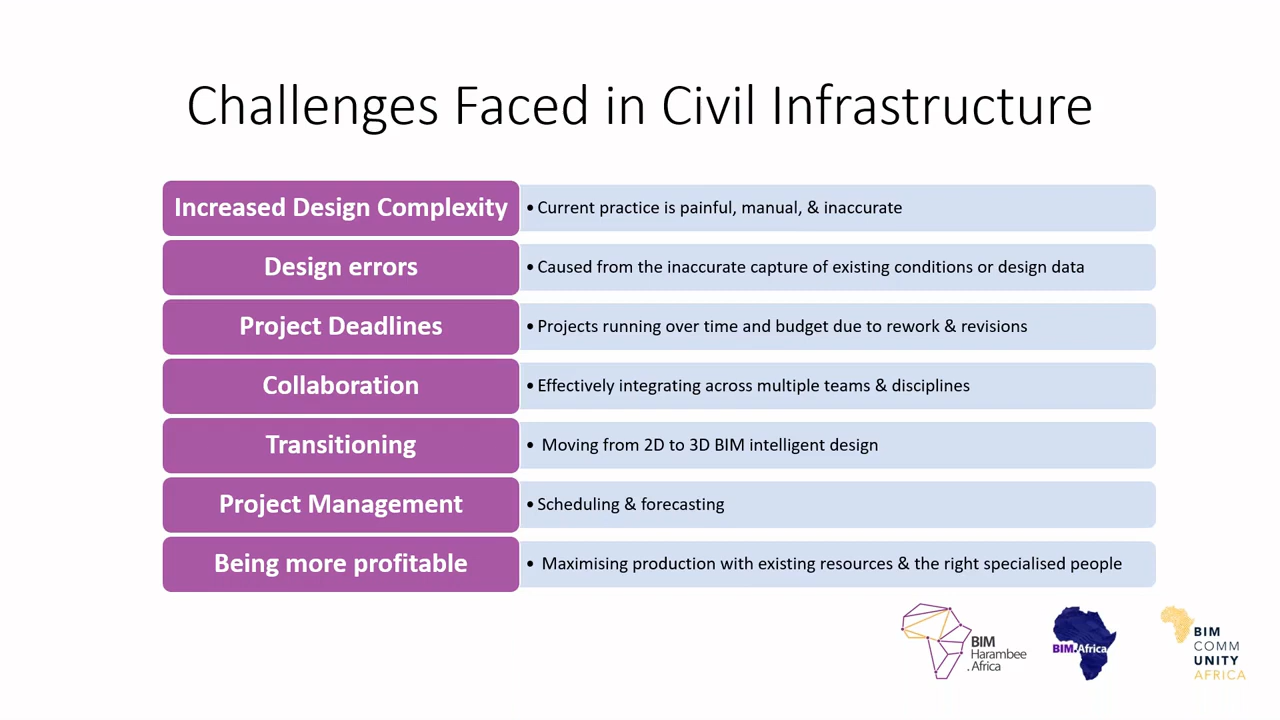 Challenges Faced in Civil Infrastructure
Increased Design Complexity
• Current practice is painful, manual, & inaccurate
Design errors
• Caused from the inaccurate capture of existing conditions or design data
Project Deadlines
• Projects running over time and budget due to rework & revisions
Collaboration
• Effectively integrating across multiple teams & disciplines
Transitioning
• Moving from 2D to 3D BIM intelligent design
Project Management
• Scheduling & forecasting
Being more profitable
• Maximising production with existing resources & the right specialised people
BIM
Harambee
.Africa
BIM.Africa
BIM
COMM
UNITY
AFRICA